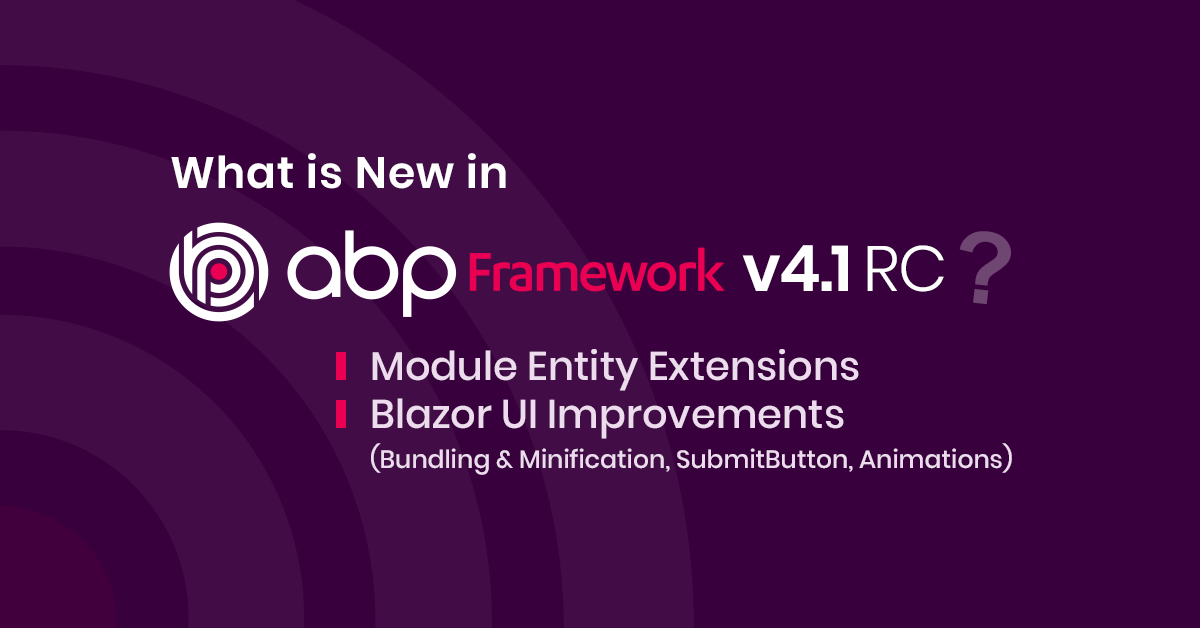 What is New in
abp Framework v4.1 RC ?
Module Entity Extensions
Blazor UI Improvements
(Bundling & Minification, SubmitButton, Animations)